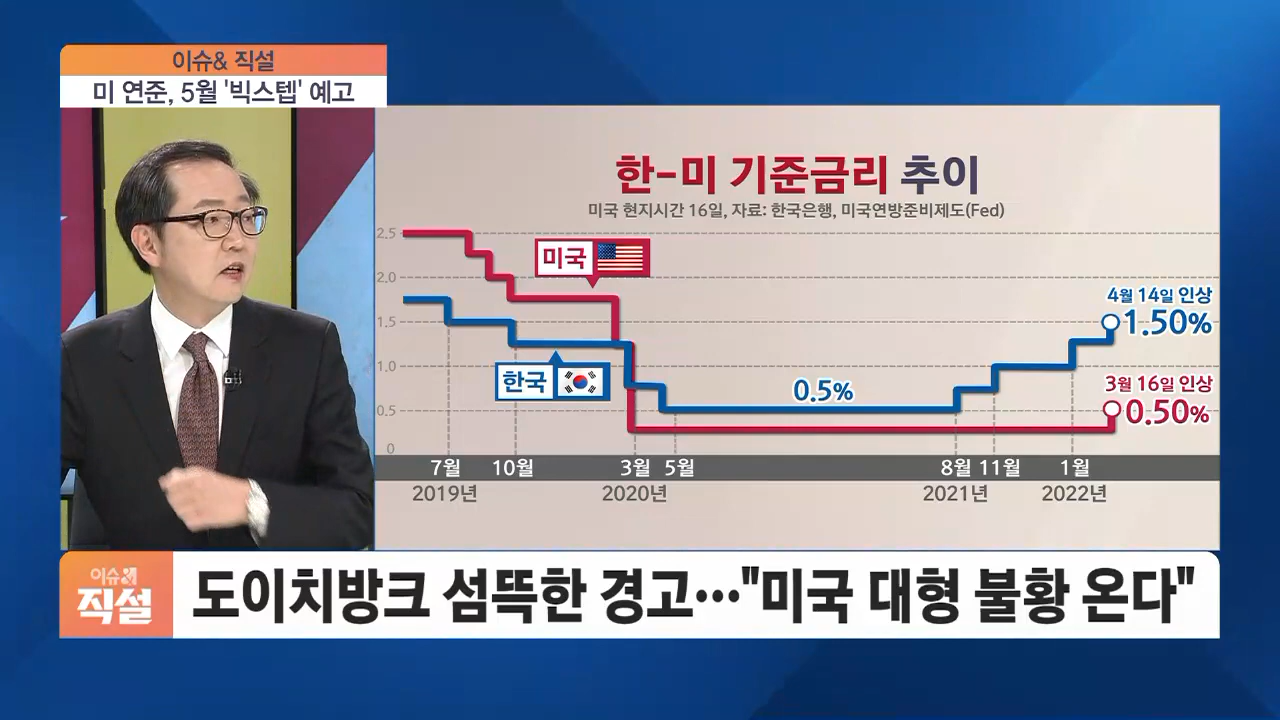 이슈& 직설
미 연준, 5월 '빅스텝' 예고
한-미 기준금리 추이
미국 현지시간 16일, 자료: 한국은행, 미국연방준비제도(Fed)
2.5
2.0
1.5
1.0
0.5
0
미국
한국
0.5%
4월 14일 인상
1.50%
3월 16일 인상
0.50%
7월 10월 3월 5월 8월 11월 1월
2019년 2020년 2021년 2022년
이슈&
직설
도이치방크 섬뜩한 경고…"미국 대형 불황 온다"